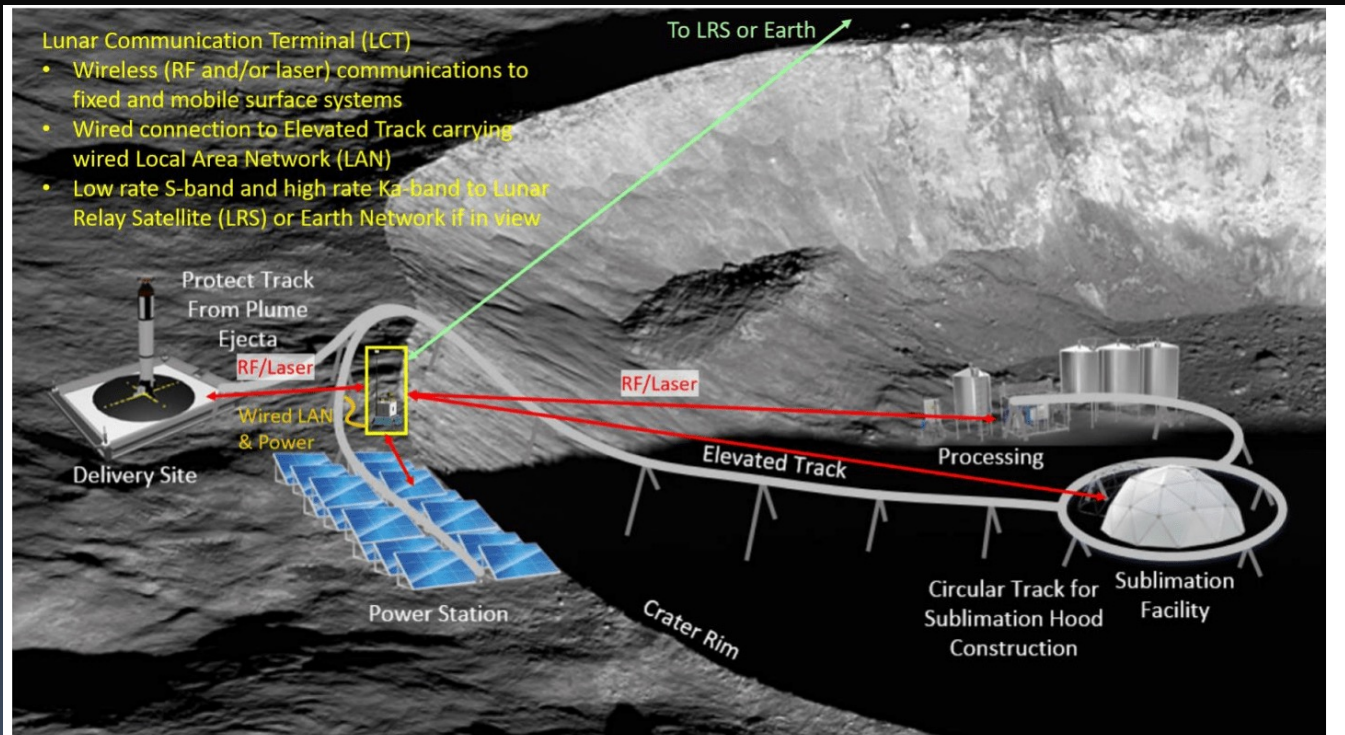 Lunar Communication Terminal (LCT)
• Wireless (RF and/or laser) communications to
fixed and mobile surface systems
• Wired connection to Elevated Track carrying
wired Local Area Network (LAN)
• Low rate S-band and high rate Ka-band to Lunar
Relay Satellite (LRS) or Earth Network if in view
To LRS or Earth
Protect Track
From Plume
Ejecta
RF/Laser
RF/Laser
Wired LAN
& Power
Delivery Site
Elevated Track
Processing
Power Station
Crater Rim
Circular Track for
Sublimation Hood
Construction
Sublimation
Facility